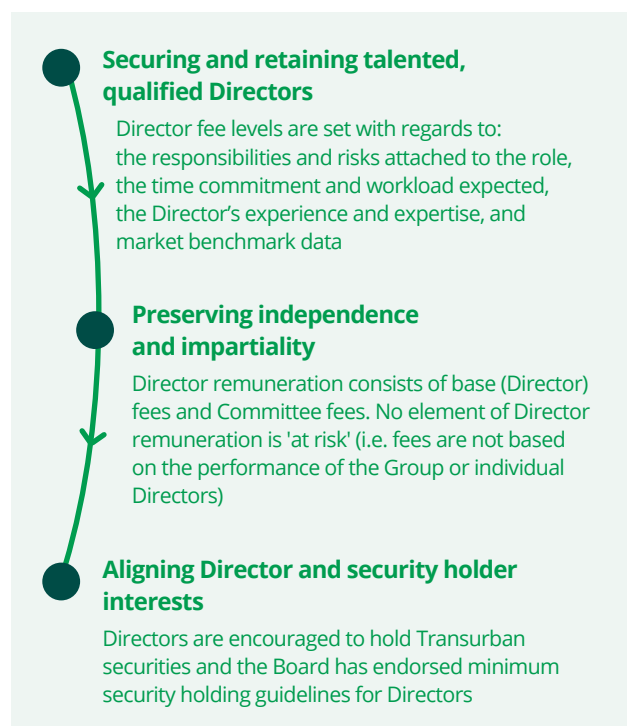 Securing and retaining talented,
qualified Directors
Director fee levels are set with regards to:
the responsibilities and risks attached to the role,
the time commitment and workload expected,
the Director’s experience and expertise, and
market benchmark data
Preserving independence
and impartiality
Director remuneration consists of base (Director)
fees and Committee fees. No element of Director
remuneration is 'at risk' (i.e. fees are not based
on the performance of the Group or individual
Directors)
Aligning Director and security holder
interests
Directors are encouraged to hold Transurban
securities and the Board has endorsed minimum
security holding guidelines for Directors